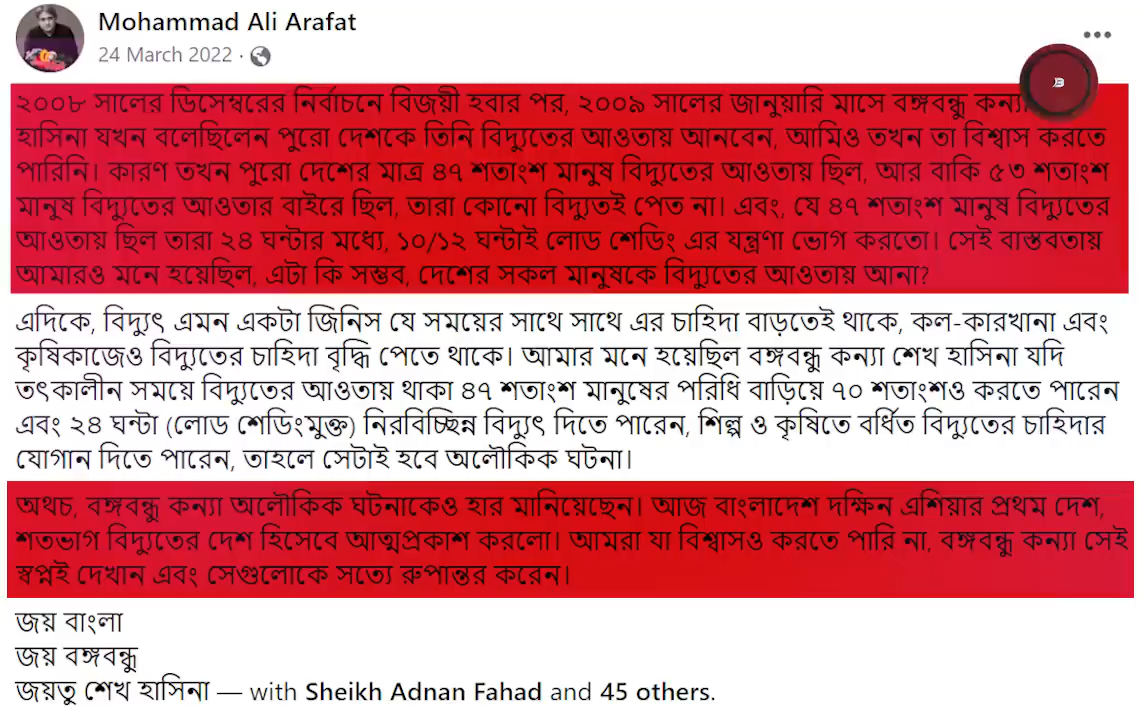 Mohammad Ali Arafat
24 March 2022 ·
২০০৮ সালের ডিসেম্বরের নির্বাচনে বিজয়ী হবার পর, ২০০৯ সালের জানুয়ারি মাসে বঙ্গবন্ধু কন্যা
হাসিনা যখন বলেছিলেন পুরো দেশকে তিনি বিদ্যুতের আওতায় আনবেন, আমিও তখন তা বিশ্বাস করতে
পারিনি। কারণ তখন পুরো দেশের মাত্র ৪৭ শতাংশ মানুষ বিদ্যুতের আওতায় ছিল, আর বাকি ৫৩ শতাংশ
মানুষ বিদ্যুতের আওতার বাইরে ছিল, তারা কোনো বিদ্যুতই পেত না। এবং, যে ৪৭ শতাংশ মানুষ বিদ্যুতের
আওতায় ছিল তারা ২৪ ঘন্টার মধ্যে, ১০/১২ ঘন্টাই লোড শেডিং এর যন্ত্রণা ভোগ করতো। সেই বাস্তবতায়
আমারও মনে হয়েছিল, এটা কি সম্ভব, দেশের সকল মানুষকে বিদ্যুতের আওতায় আনা?
এদিকে, বিদ্যুৎ এমন একটা জিনিস যে সময়ের সাথে সাথে এর চাহিদা বাড়তেই থাকে, কল-কারখানা এবং
কৃষিকাজেও বিদ্যুতের চাহিদা বৃদ্ধি পেতে থাকে। আমার মনে হয়েছিল বঙ্গবন্ধু কন্যা শেখ হাসিনা যদি
তৎকালীন সময়ে বিদ্যুতের আওতায় থাকা ৪৭ শতাংশ মানুষের পরিধি বাড়িয়ে ৭০ শতাংশও করতে পারেন
এবং ২৪ ঘন্টা (লোড শেডিংমুক্ত) নিরবিচ্ছিন্ন বিদ্যুৎ দিতে পারেন, শিল্প ও কৃষিতে বর্ধিত বিদ্যুতের চাহিদার
যোগান দিতে পারেন, তাহলে সেটাই হবে অলৌকিক ঘটনা।
অথচ, বঙ্গবন্ধু কন্যা অলৌকিক ঘটনাকেও হার মানিয়েছেন। আজ বাংলাদেশ দক্ষিন এশিয়ার প্রথম দেশ,
শতভাগ বিদ্যুতের দেশ হিসেবে আত্মপ্রকাশ করলো। আমরা যা বিশ্বাসও করতে পারি না, বঙ্গবন্ধু কন্যা সেই
স্বপ্নই দেখান এবং সেগুলোকে সত্যে রুপান্তর করেন।
জয় বাংলা
জয় বঙ্গবন্ধু
জয়তু শেখ হাসিনা — with Sheikh Adnan Fahad and 45 others.